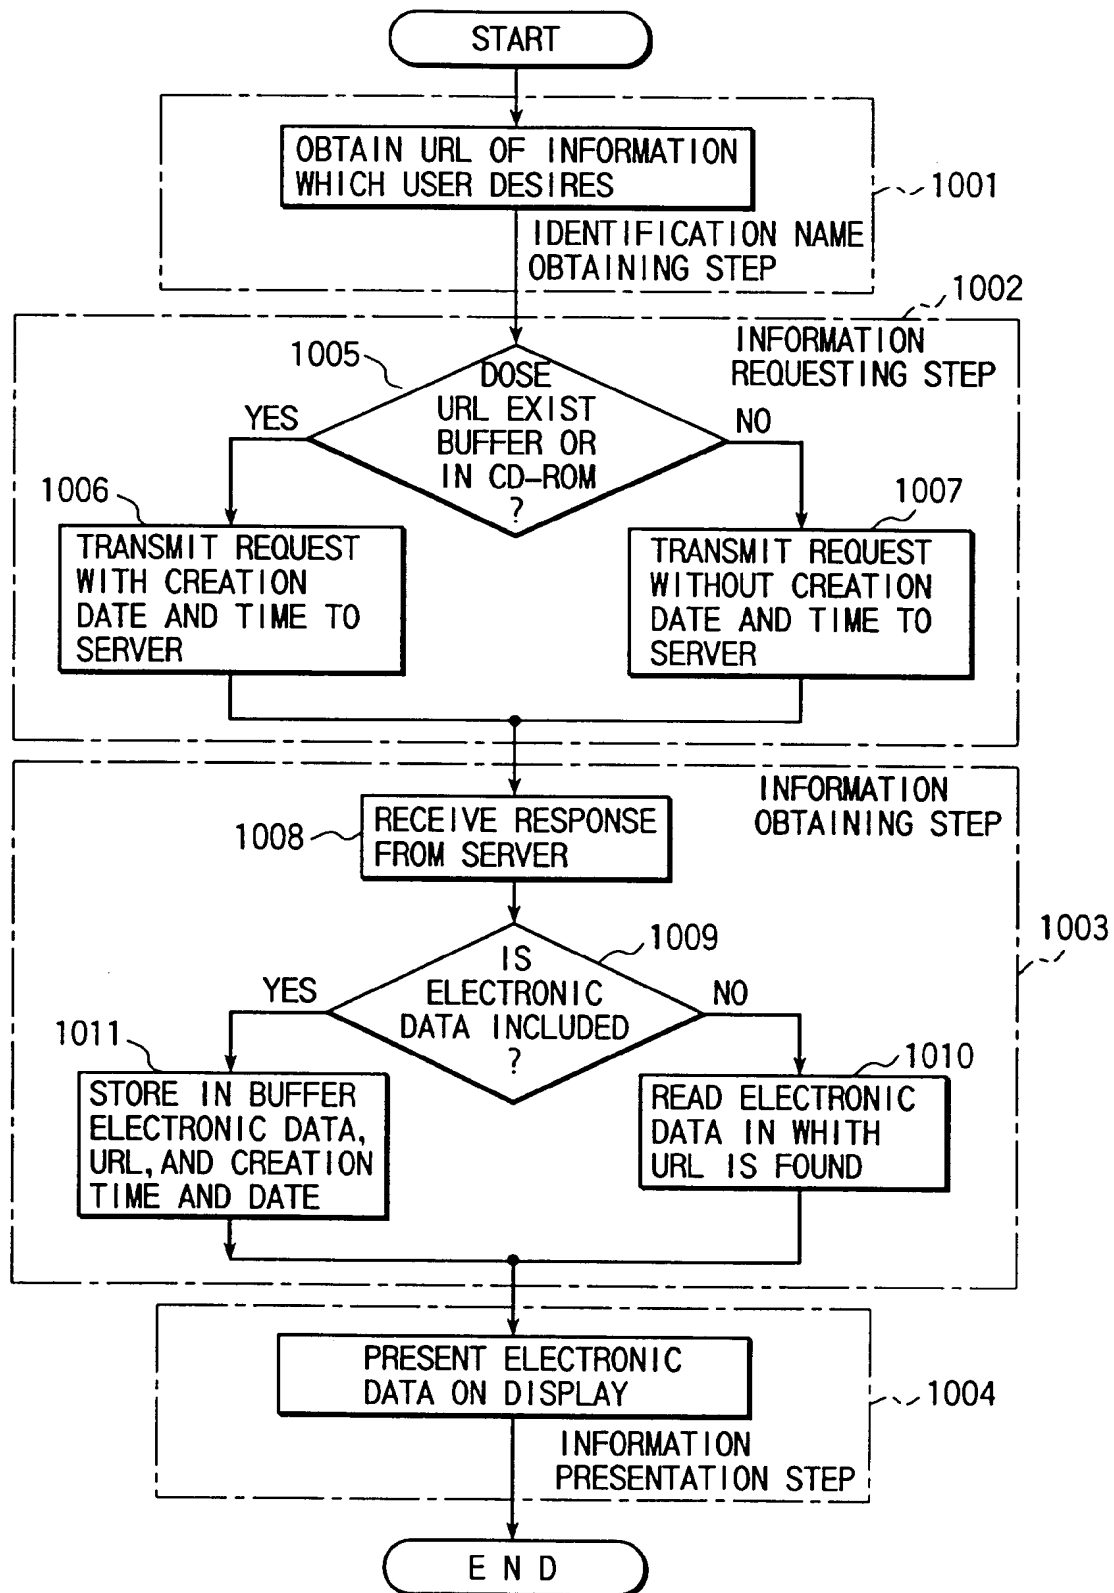 START
OBTAIN URL OF INFORMATION
WHICH USER DESIRES
1001
IDENTIFICATION NAME
OBTAINING STEP
1002
INFORMATION
REQUESTING STEP
1005
DOSE
URL EXIST
BUFFER OR
IN CD-ROM
?
YES
NO
1006
TRANSMIT REQUEST
WITH CREATION
DATE AND TIME TO
SERVER
1007
TRANSMIT REQUEST
WITHOUT CREATION
DATE AND TIME TO
SERVER
INFORMATION
OBTAINING STEP
1008
RECEIVE RESPONSE
FROM SERVER
1003
1009
IS
ELECTRONIC
DATA INCLUDED
?
YES
NO
1011
STORE IN BUFFER
ELECTRONIC DATA,
URL, AND CREATION
TIME AND DATE
1010
READ ELECTRONIC
DATA IN WHITH
URL IS FOUND
PRESENT ELECTRONIC
DATA ON DISPLAY
1004
INFORMATION
PRESENTATION STEP
END